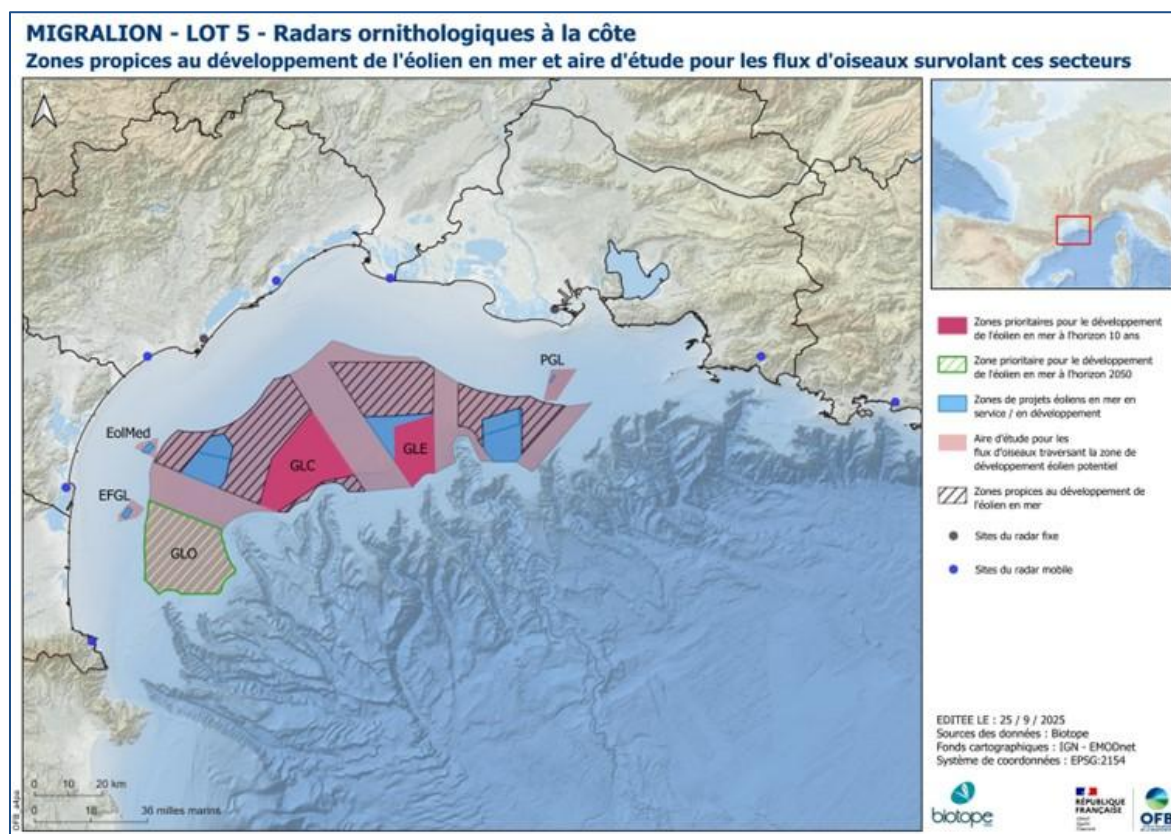 MIGRALION - LOT 5 - Radars ornithologiques à la côte
Zones propices au développement de l'éolien en mer et aire d'étude pour les flux d'oiseaux survolant ces secteurs
PGL
EolMed
GLC
GLE
EFGL
GLO
0 10 20 km
0 18 36 milles marins
OFB_a4pa
Zones prioritaires pour le développement
de l'éolien en mer à l'horizon 10 ans
Zone prioritaire pour le développement
de l'éolien en mer à l'horizon 2050
Zones de projets éoliens en mer en
service / en développement
Aire d'étude pour les
flux d'oiseaux traversant la zone de
développement éolien potentiel
Zones propices au développement de
l'éolien en mer
Sites du radar fixe
Sites du radar mobile
EDITEE LE : 25 / 9 / 2025
Sources des données : Biotope
Fonds cartographiques : IGN - EMODnet
Système de coordonnées : EPSG:2154
biotope
RÉPUBLIQUE
FRANÇAISE
OFB